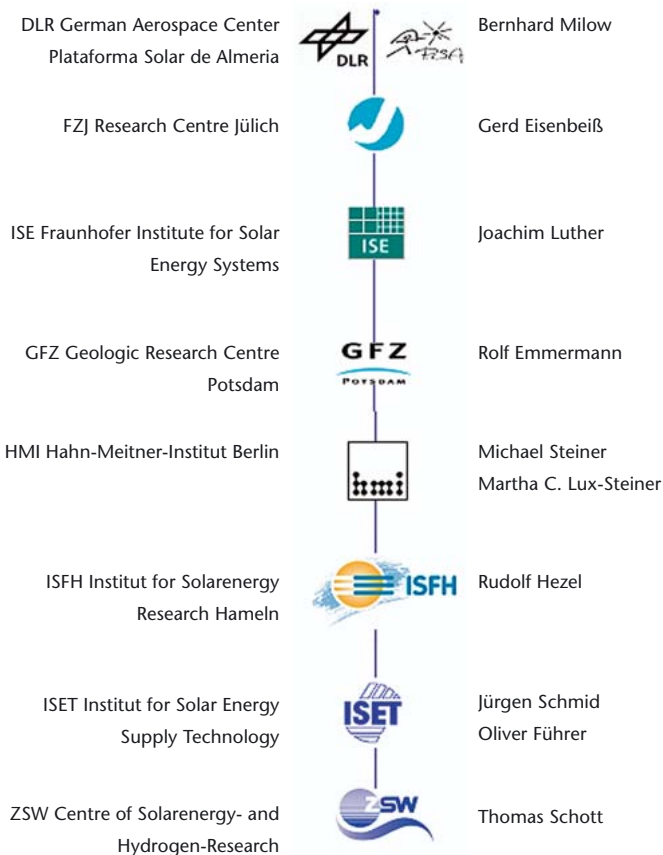 DLR German Aerospace Center
Plataforma Solar de Almeria
DLR
PSA
Bernhard Milow
FZJ Research Centre Jülich
Gerd Eisenbeiß
ISE Fraunhofer Institute for Solar
Energy Systems
ISE
Joachim Luther
GFZ Geologic Research Centre
Potsdam
GFZ
POTSDAM
Rolf Emmermann
HMI Hahn-Meitner-Institut Berlin
hmi
Michael Steiner
Martha C. Lux-Steiner
ISFH Institut for Solarenergy
Research Hameln
ISFH
Rudolf Hezel
ISET Institut for Solar Energy
Supply Technology
ISET
Jürgen Schmid
Oliver Führer
ZSW Centre of Solarenergy- and
Hydrogen-Research
ZSW
Thomas Schott